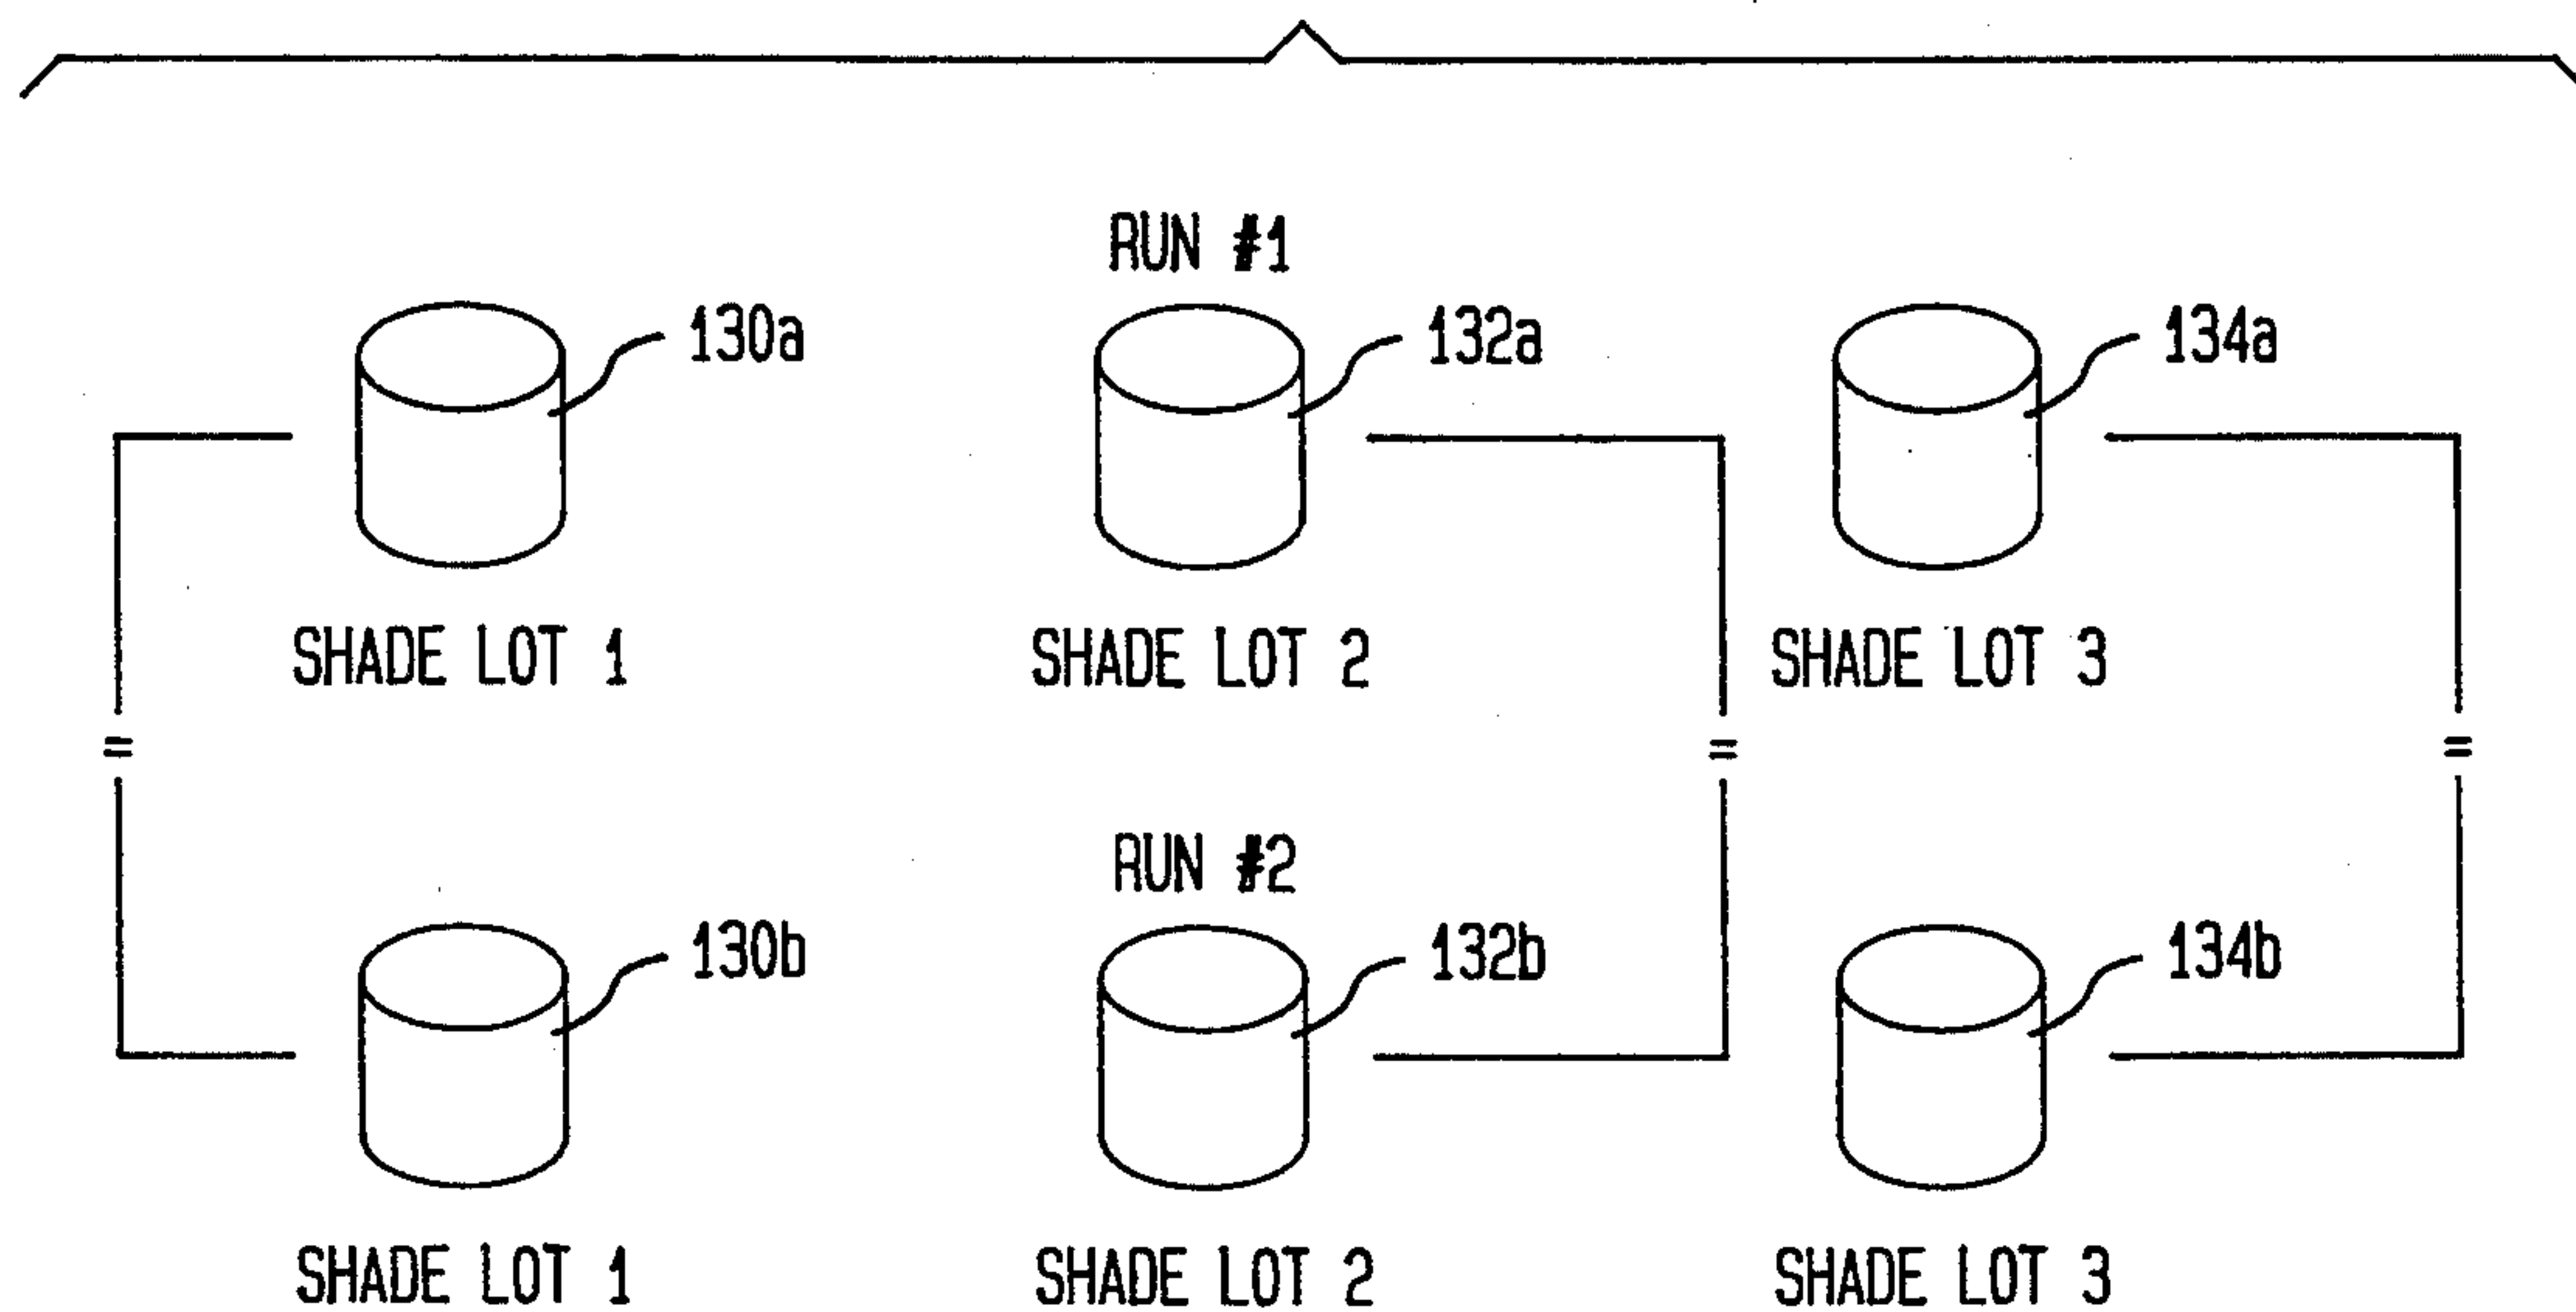 RUN #1
130a 132a 134a
SHADE LOT 1 SHADE LOT 2 SHADE LOT 3
= = =
RUN #2
130b 132b 134b
SHADE LOT 1 SHADE LOT 2 SHADE LOT 3